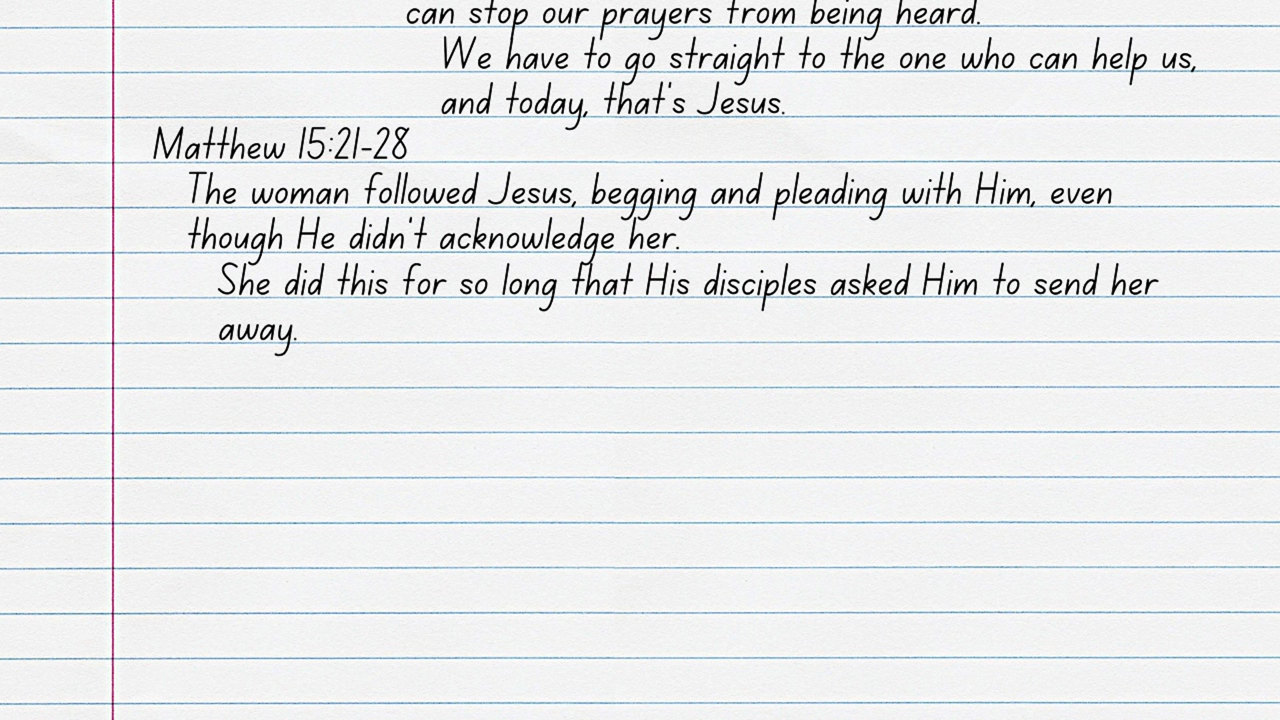 can stop our prayers from being heard.
We have to go straight to the one who can help us,
and today, that's Jesus.
Matthew 15:21-28
The woman followed Jesus, begging and pleading with Him, even
though He didn't acknowledge her.
She did this for so long that His disciples asked Him to send her
away.